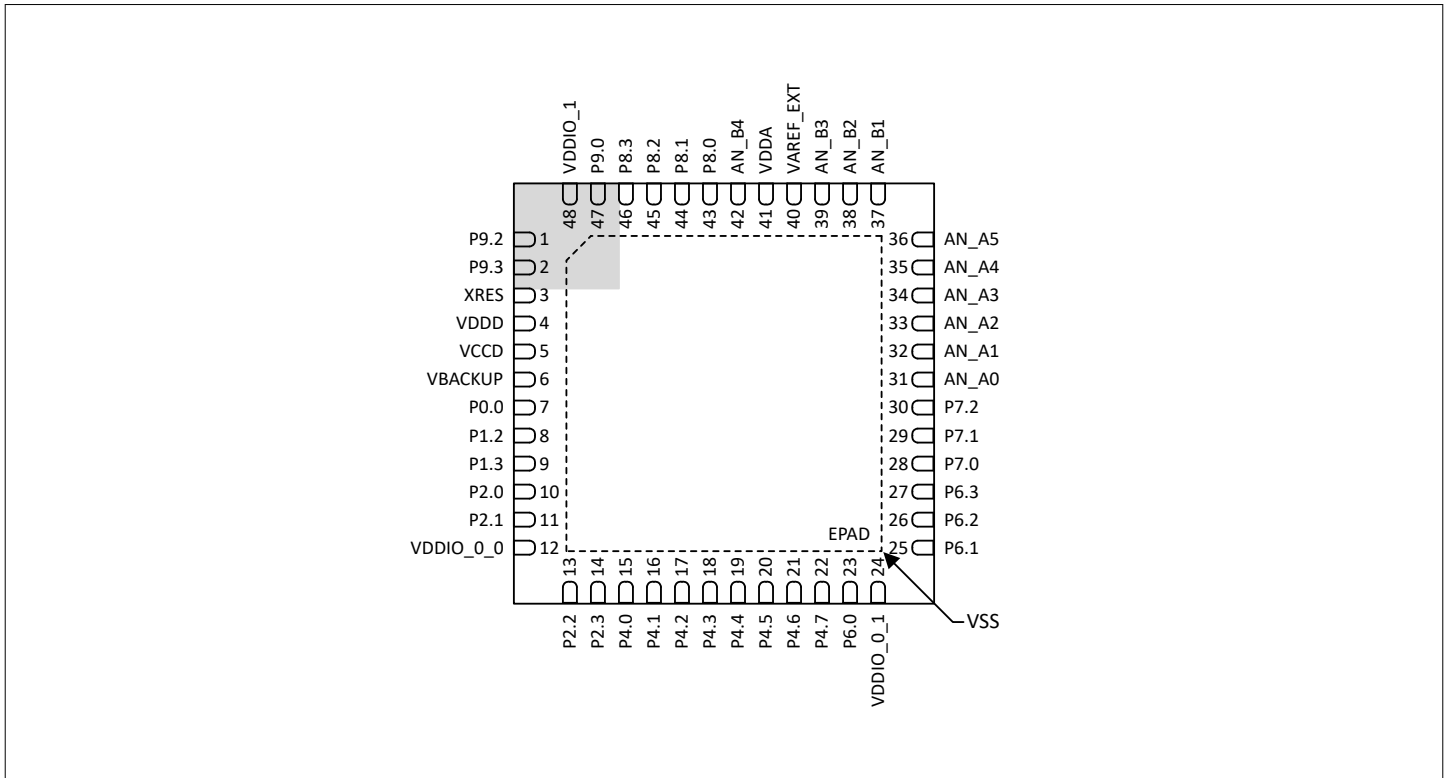 VDDIO_1
P9.0
P8.3
P8.2
P8.1
P8.0
AN_B4
VDDA
VAREF_EXT
AN_B3
AN_B2
AN_B1
48
47
46
45
44
43
42
41
40
39
38
37
P9.2 1
P9.3 2
XRES 3
VDDD 4
VCCD 5
VBACKUP 6
P0.0 7
P1.2 8
P1.3 9
P2.0 10
P2.1 11
VDDIO_0_0 12
36 AN_A5
35 AN_A4
34 AN_A3
33 AN_A2
32 AN_A1
31 AN_A0
30 P7.2
29 P7.1
28 P7.0
27 P6.3
26 P6.2
25 P6.1
EPAD
13
14
15
16
17
18
19
20
21
22
23
24
P2.2
P2.3
P4.0
P4.1
P4.2
P4.3
P4.4
P4.5
P4.6
P4.7
P6.0
VDDIO_0_1
VSS